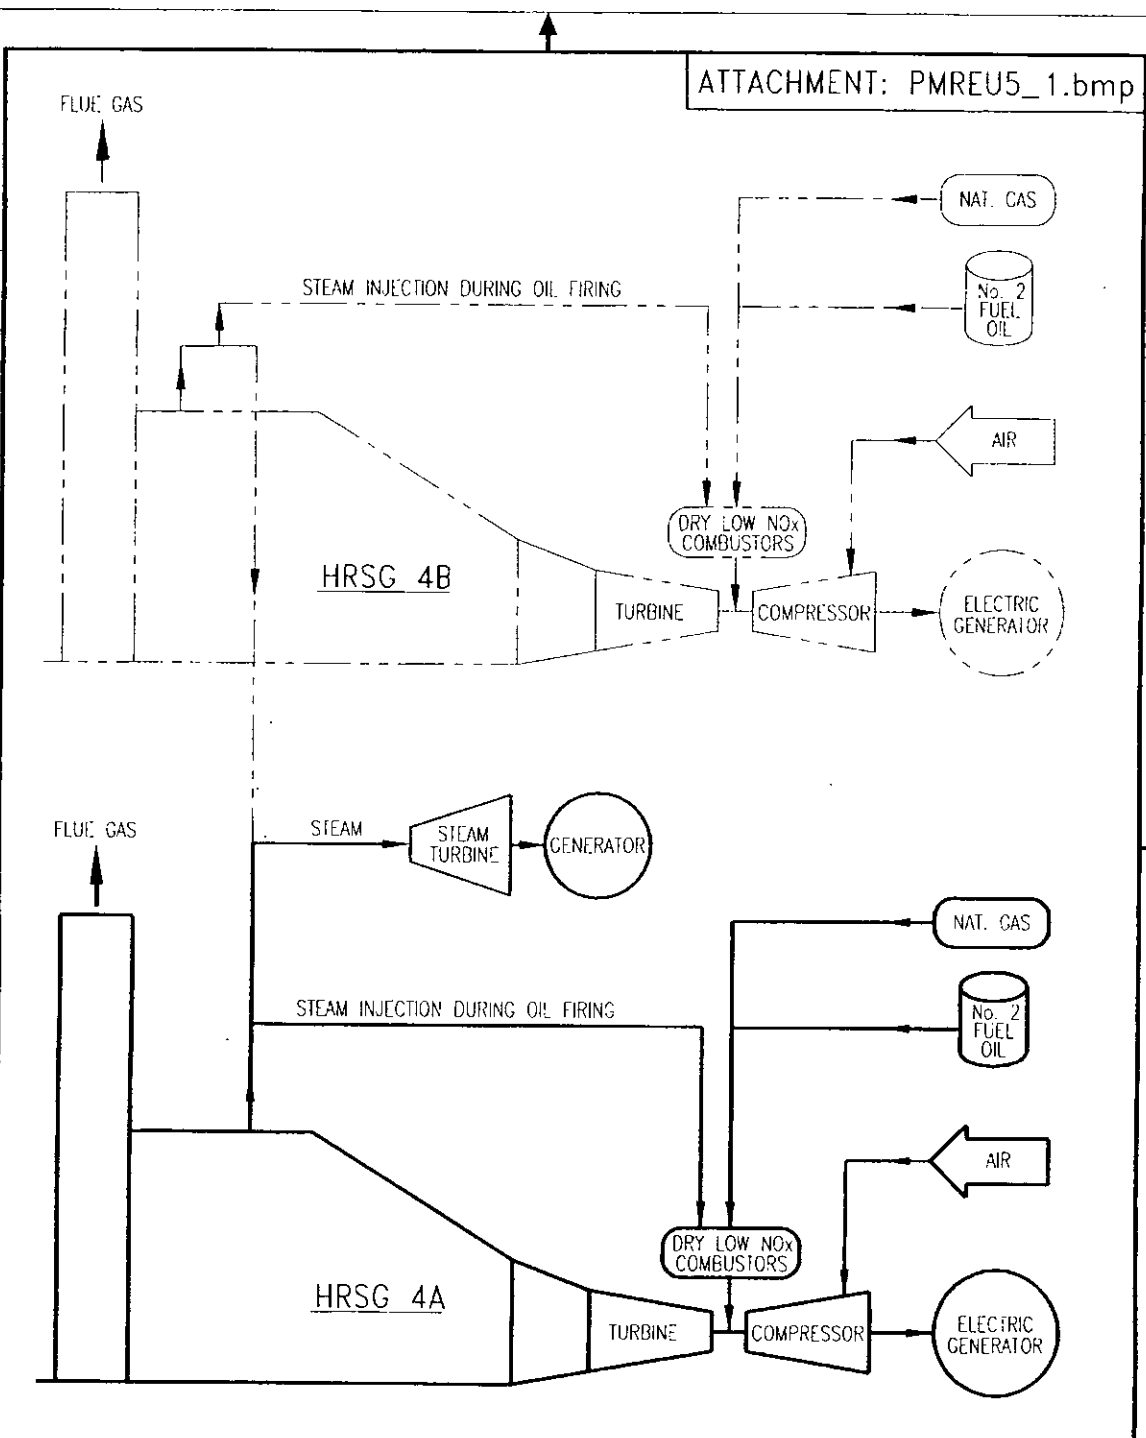 ATTACHMENT: PMREU5_1.bmp
FLUE GAS
NAT. GAS
STEAM INJECTION DURING OIL FIRING
No. 2
FUEL
OIL
AIR
DRY LOW NOx
COMBUSTORS
HRSG 4B
TURBINE
COMPRESSOR
ELECTRIC
GENERATOR
FLUE GAS
STEAM
STEAM
TURBINE
GENERATOR
NAT. GAS
STEAM INJECTION DURING OIL FIRING
No. 2
FUEL
OIL
AIR
DRY LOW NOx
COMBUSTORS
HRSG 4A
TURBINE
COMPRESSOR
ELECTRIC
GENERATOR